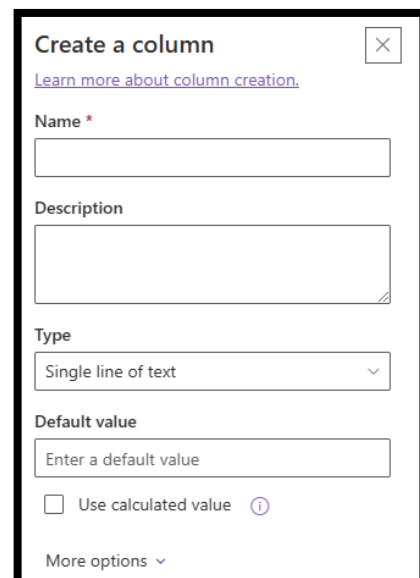 Create a column
Learn more about column creation.
Name *
Description
Type
Single line of text
Default value
Enter a default value
Use calculated value
More options